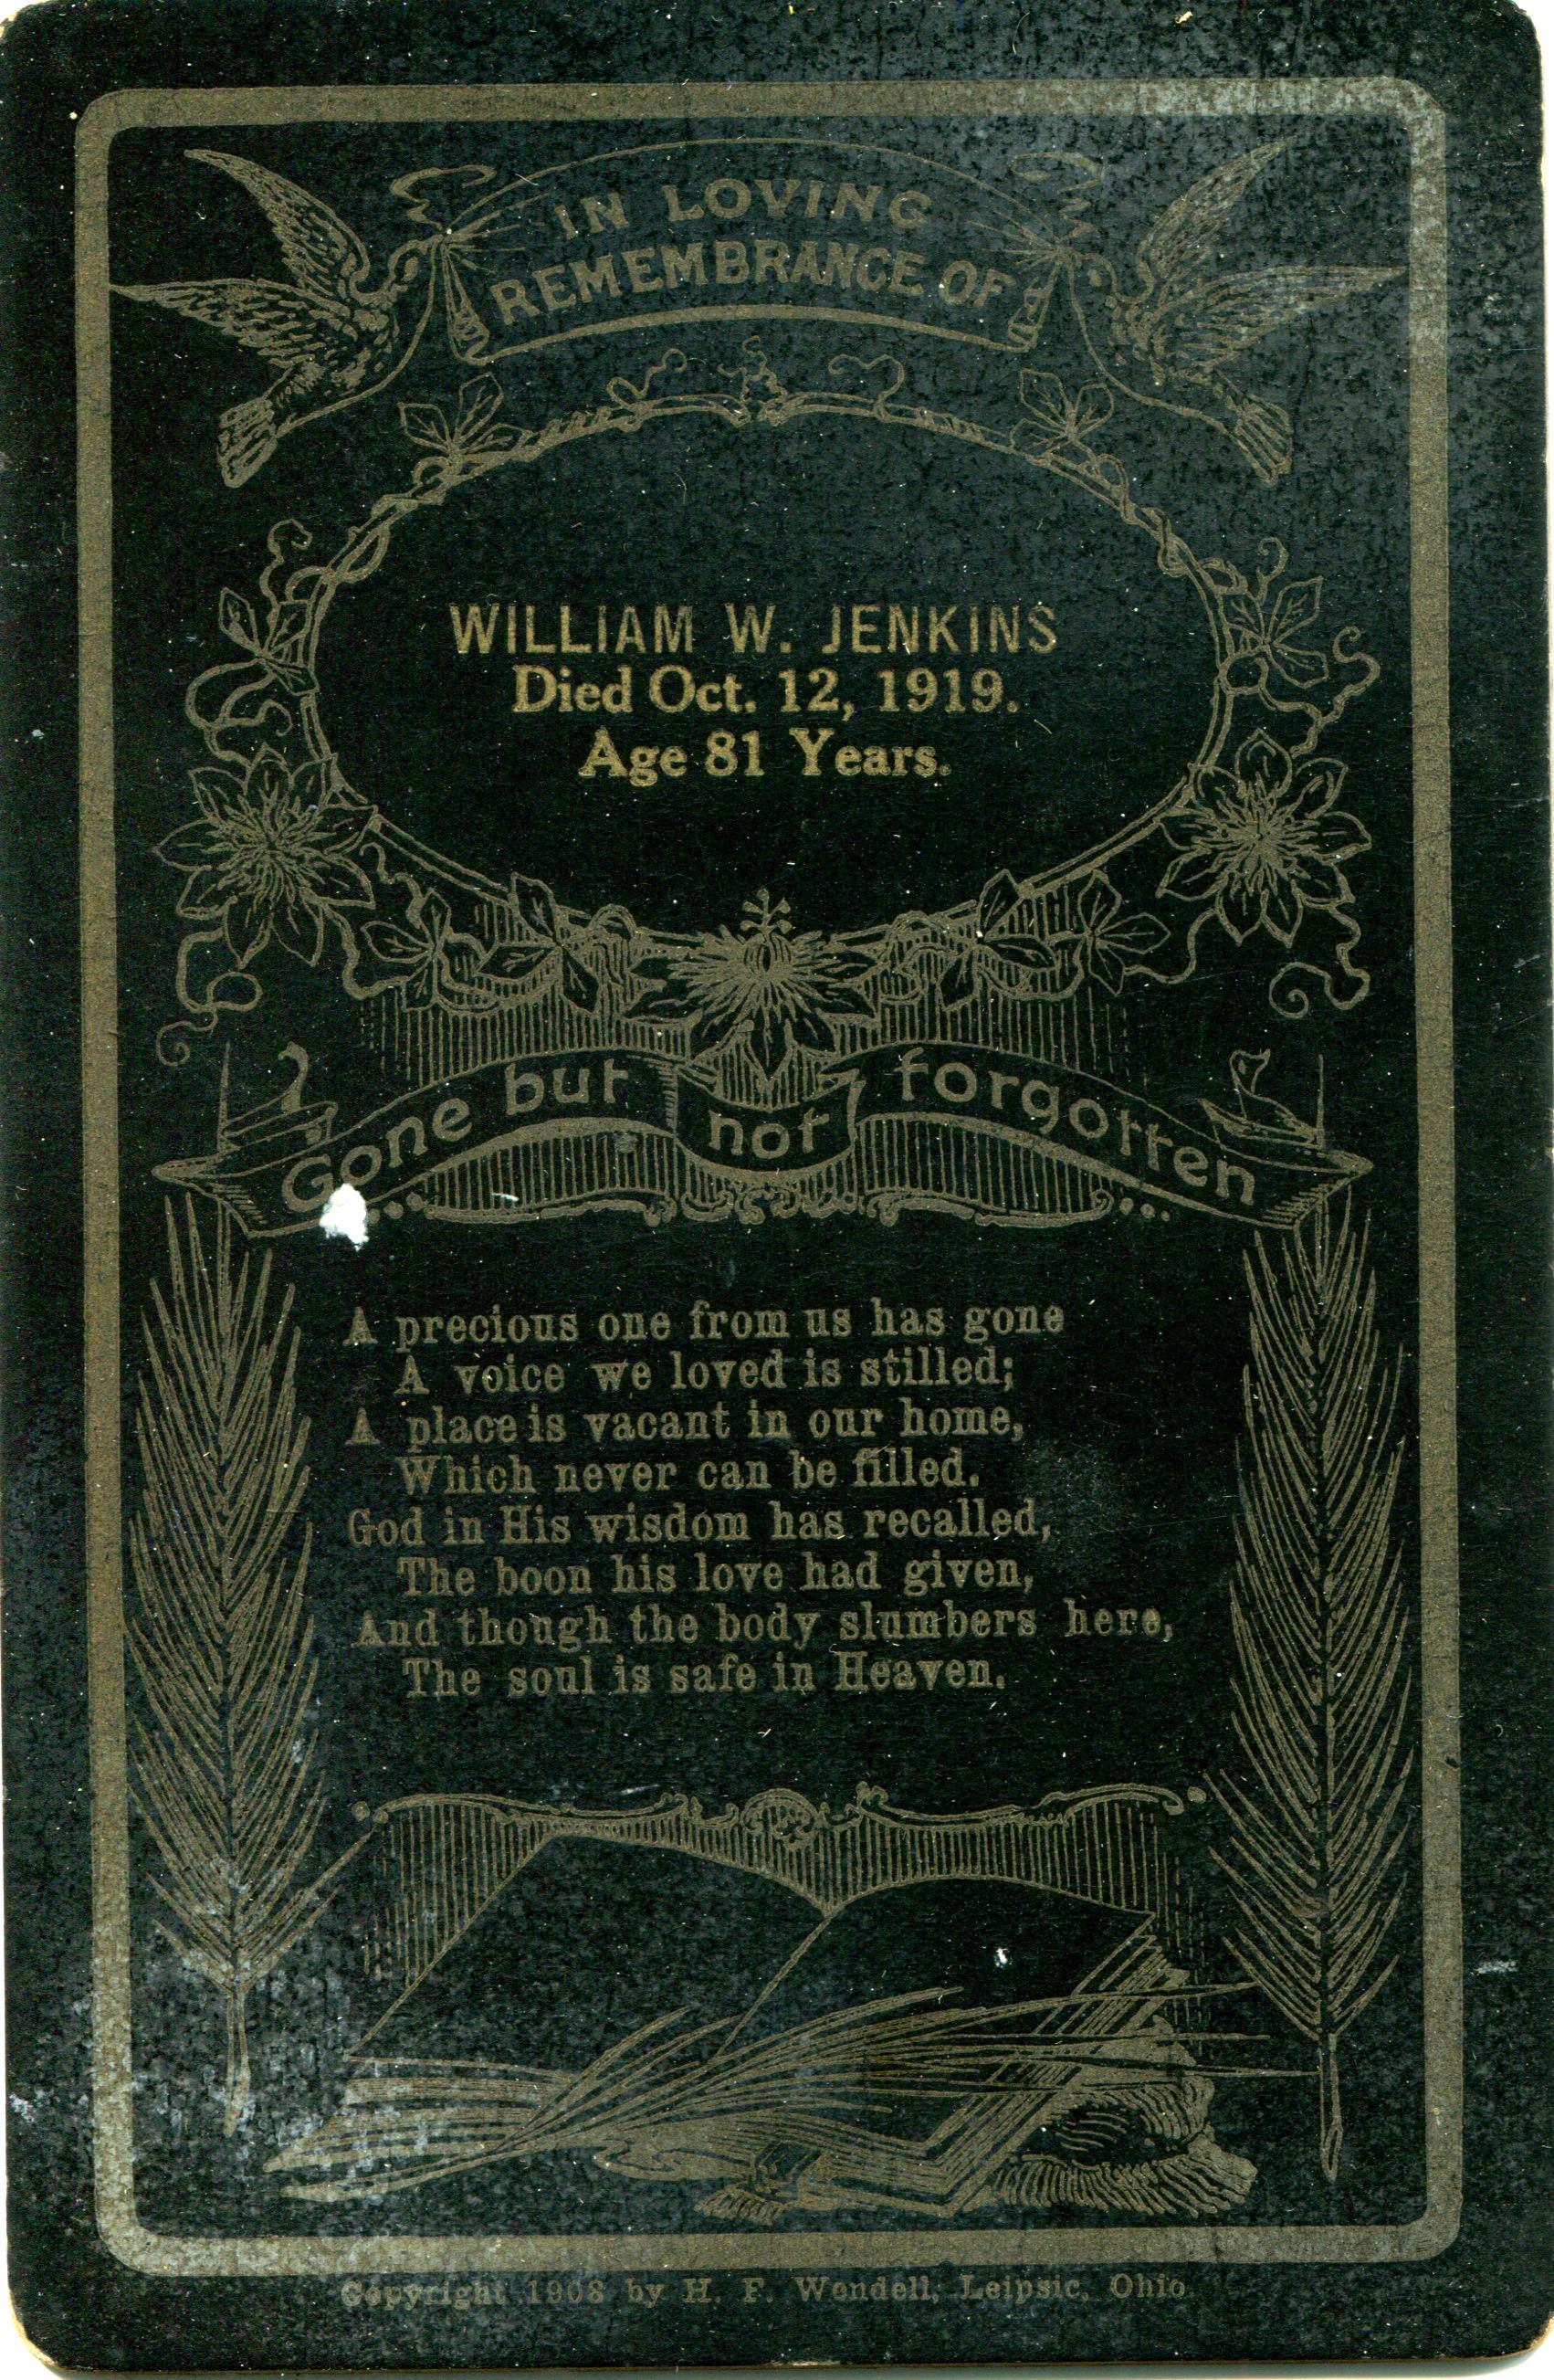 IN LOVING
REMEMBRANCE OF
WILLIAM W. JENKINS
Died Oct. 12, 1919.
Age 81 Years.
Gone but not forgotten
A precious one from us has gone
A voice we loved is stilled;
A place is vacant in our home,
Which never can be filled.
God in His wisdom has recalled,
The boon his love had given,
And though the body slumbers here,
The soul is safe in Heaven.
Copyright 1908 by H. F. Wendell, Leipsic, Ohio